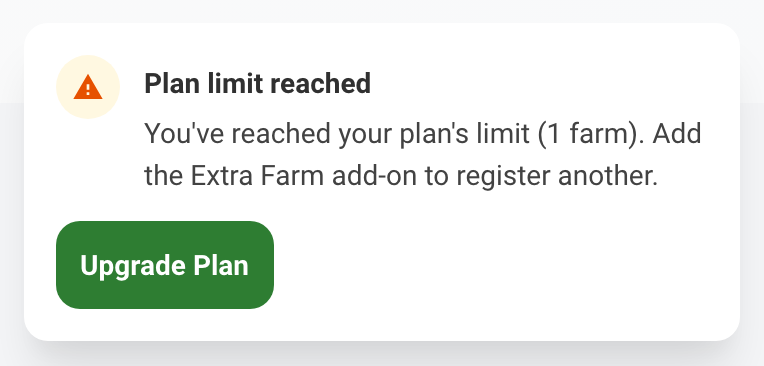 Plan limit reached
You've reached your plan's limit (1 farm). Add
the Extra Farm add-on to register another.
Upgrade Plan